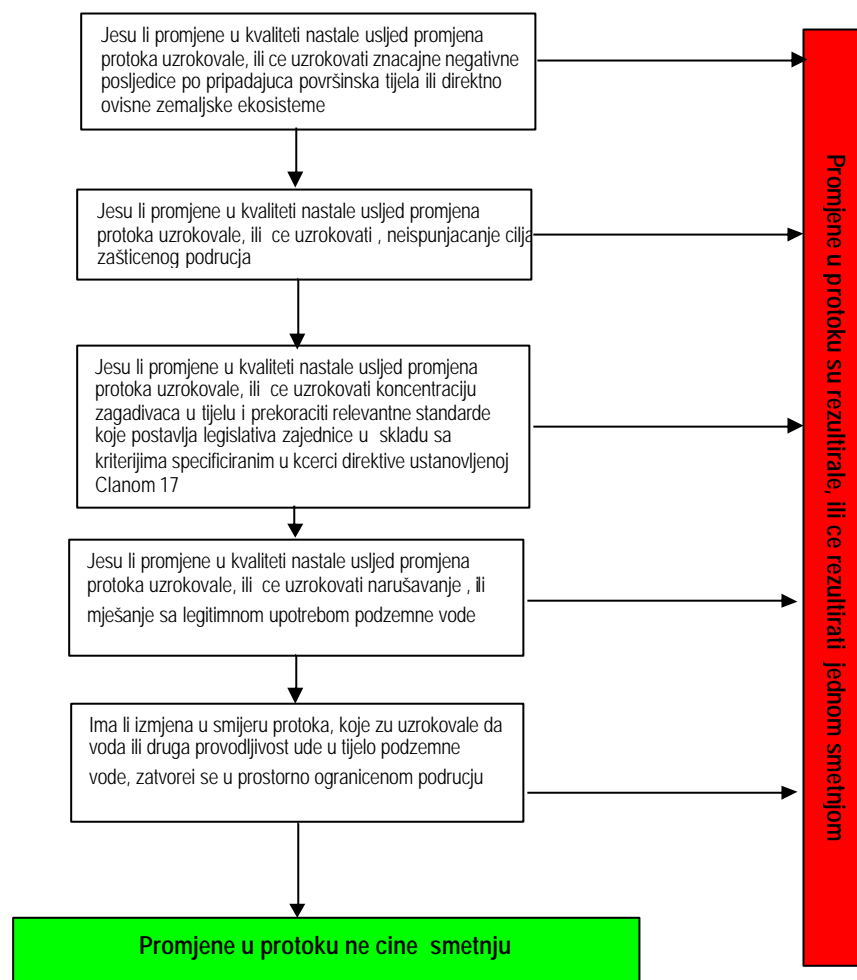 Jesu li promjene u kvaliteti nastale usljed promjena
protoka uzrokovale, ili ce uzrokovati znacajne negativne
posljedice po pripadajuca površinska tijela ili direktno
ovisne zemaljske ekosisteme
Jesu li promjene u kvaliteti nastale usljed promjena
protoka uzrokovale, ili ce uzrokovati , neispunjacanje cilja
zašticenog podrucja
Jesu li promjene u kvaliteti nastale usljed promjena
protoka uzrokovale, ili ce uzrokovati koncentraciju
zagadivaca u tijelu i prekoraciti relevantne standarde
koje postavlja legislativa zajednice u skladu sa
kriterijima specificiranim u kcerci direktive ustanovljenoj
Clanom 17
Jesu li promjene u kvaliteti nastale usljed promjena
protoka uzrokovale, ili ce uzrokovati narušavanje , ili
mješanje sa legitimnom upotrebom podzemne vode
Ima li izmjena u smijeru protoka, koje zu uzrokovale da
voda ili druga provodljivost ude u tijelo podzemne
vode, zatvorei se u prostorno ogranicenom podrucju
Promjene u protoku ne cine smetnju
Promjene u protoku su rezultirale, ili ce rezultirati jednom smetnjom